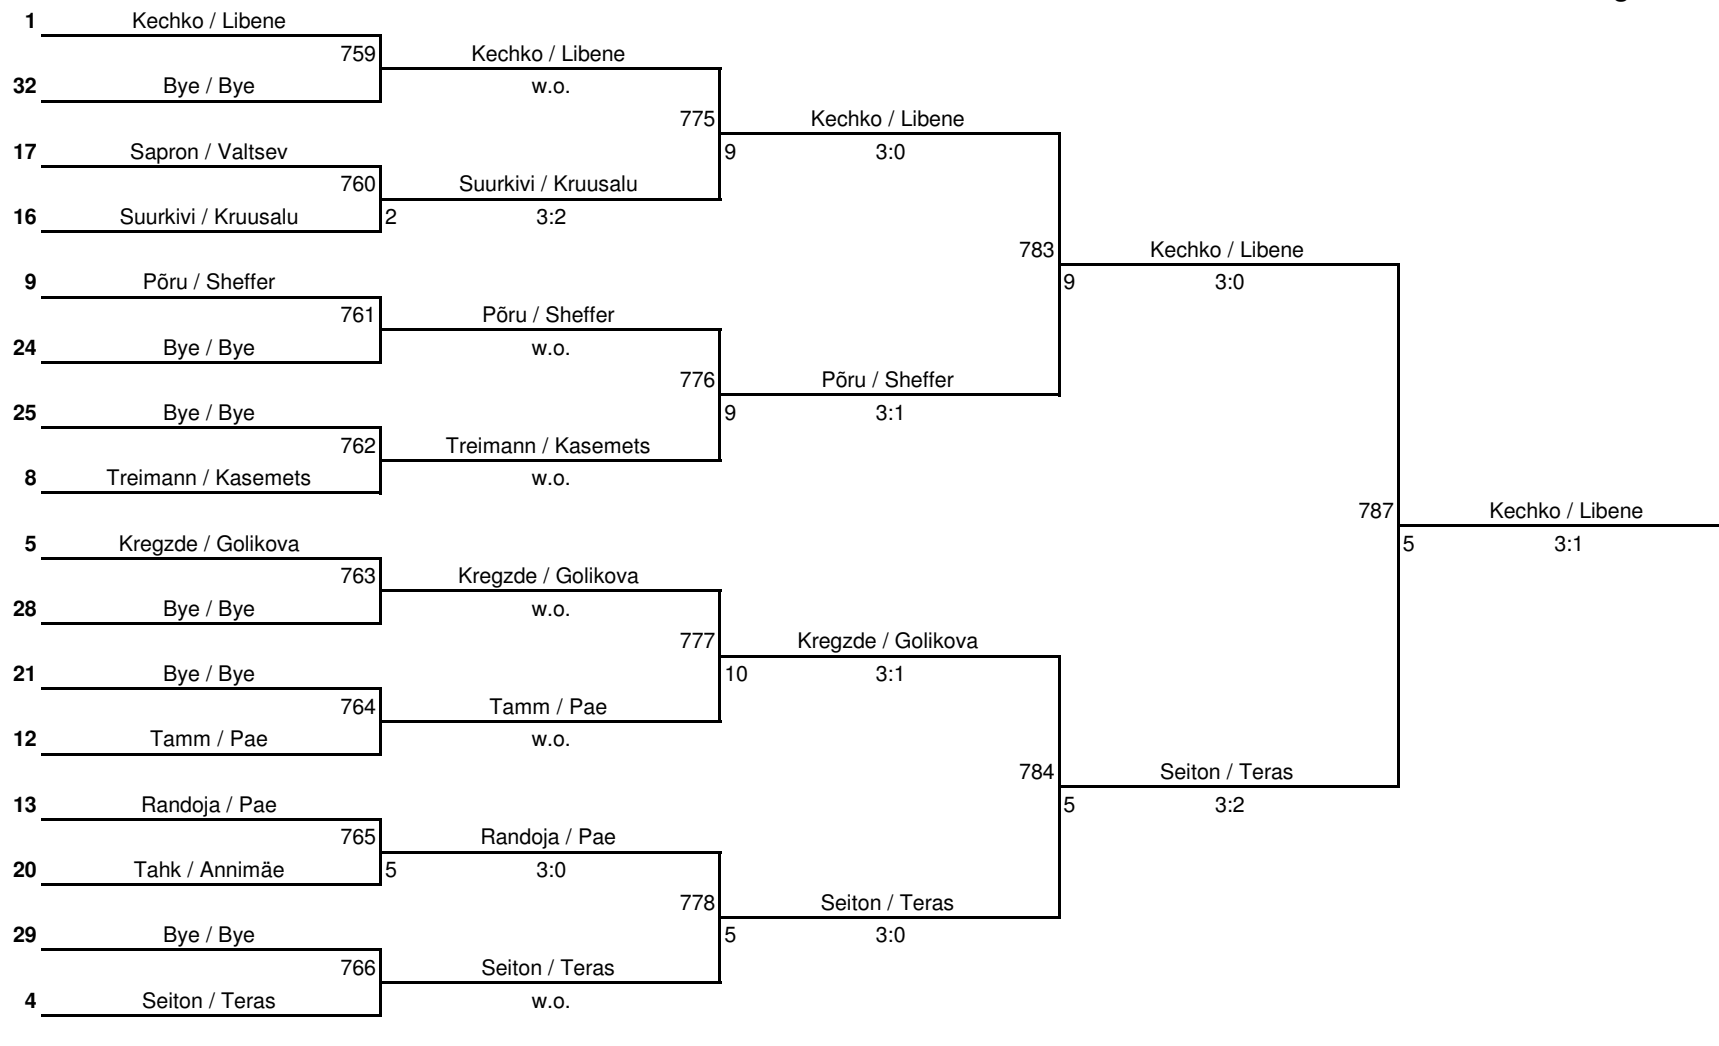 1 Kechko / Libene
759 Kechko / Libene
32 Bye / Bye w.o.
775 Kechko / Libene
17 Sapron / Valtsev 9 3:0
760 Suurkivi / Kruusalu
16 Suurkivi / Kruusalu 2 3:2
783 Kechko / Libene
9 Põru / Sheffer 9 3:0
761 Põru / Sheffer
24 Bye / Bye w.o.
776 Põru / Sheffer
25 Bye / Bye 9 3:1
762 Treimann / Kasemets
8 Treimann / Kasemets w.o.
787 Kechko / Libene
5 Kregzde / Golikova 5 3:1
763 Kregzde / Golikova
28 Bye / Bye w.o.
777 Kregzde / Golikova
21 Bye / Bye 10 3:1
764 Tamm / Pae
12 Tamm / Pae w.o.
784 Seiton / Teras
13 Randoja / Pae 5 3:2
765 Randoja / Pae
20 Tahk / Annimäe 5 3:0
778 Seiton / Teras
29 Bye / Bye 5 3:0
766 Seiton / Teras
4 Seiton / Teras w.o.